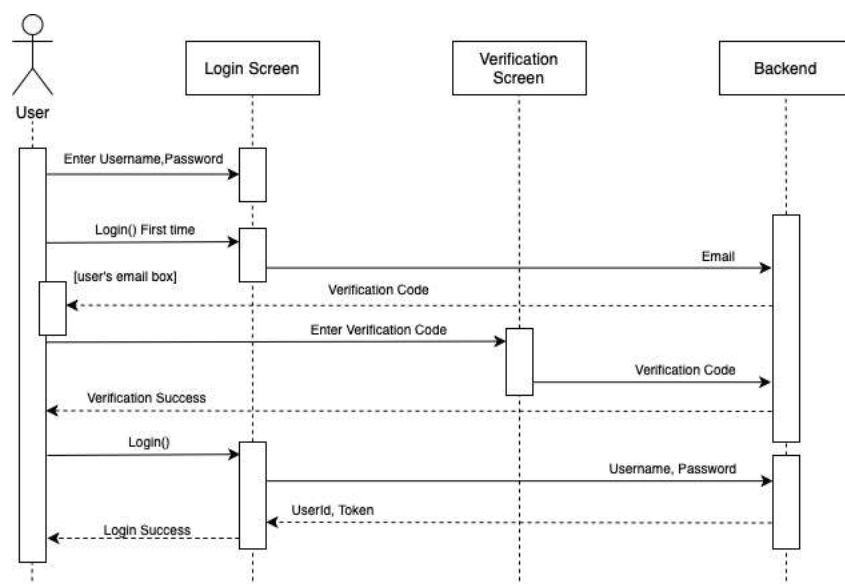 Login Screen
Verification
Screen
Backend
User
Enter Username,Password
Login() First time
Email
[user's email box]
Verification Code
Enter Verification Code
Verification Code
Verification Success
Login()
Username, Password
UserId, Token
Login Success